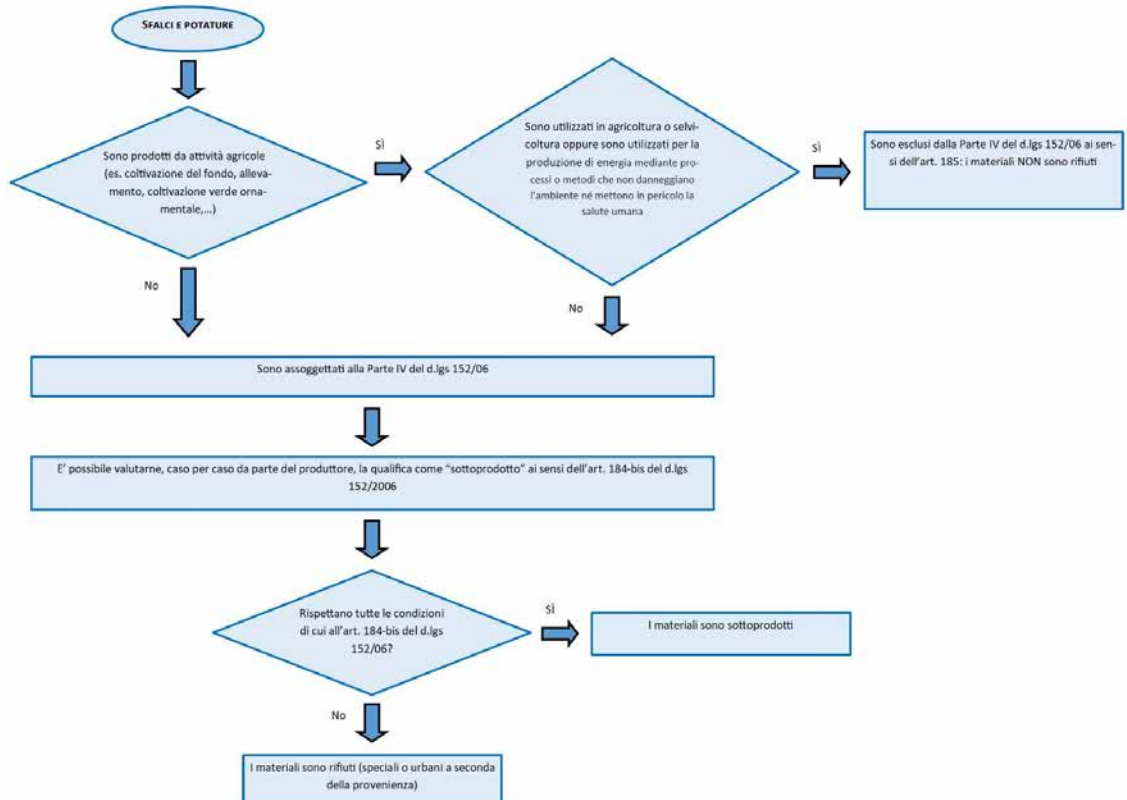 SFALCI E POTATURE
Sono prodotti da attività agricole
(es. coltivazione del fondo, alleva-
mento, coltivazione verde orna-
mentale,...)
Sì
Sono utilizzati in agricoltura o selvi-
coltura oppure sono utilizzati per la
produzione di energia mediante pro-
cessi o metodi che non danneggiano
l'ambiente né mettono in pericolo la
salute umana
Sì
Sono esclusi dalla Parte IV del d.lgs 152/06 ai sen-
si dell'art. 185: i materiali NON sono rifiuti
No
No
Sono assoggettati alla Parte IV del d.lgs 152/06
E' possibile valutarne, caso per caso da parte del produttore, la qualifica come “sottoprodotto” ai sensi dell'art. 184-bis del d.lgs
152/2006
Rispettano tutte le condizioni
di cui all'art. 184-bis del d.lgs
152/06?
Sì
I materiali sono sottoprodotti
No
I materiali sono rifiuti (speciali o urbani a seconda
della provenienza)